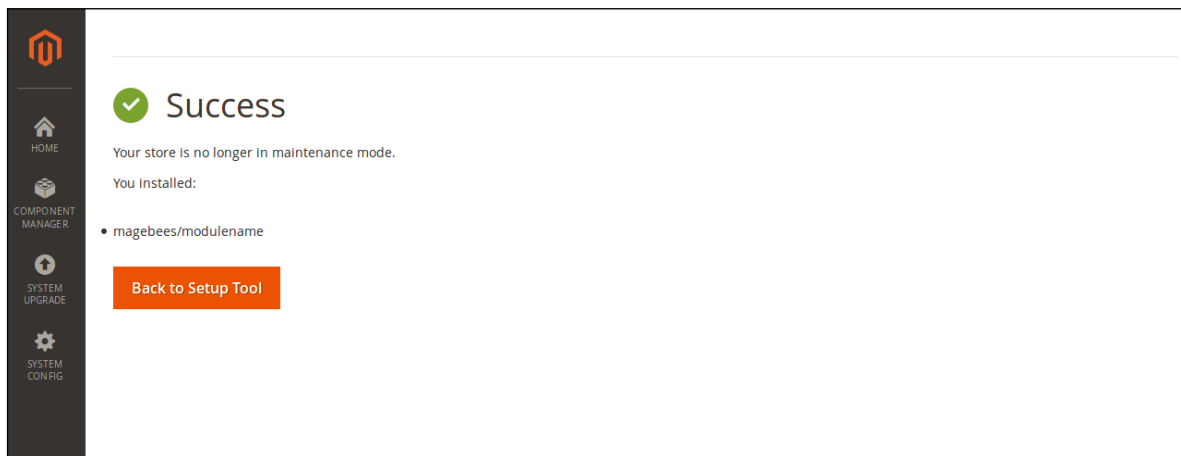 HOME
COMPONENT
MANAGER
SYSTEM
UPGRADE
SYSTEM
CONFIG
Success
Your store is no longer in maintenance mode.
You installed:
• magebees/modulename
Back to Setup Tool